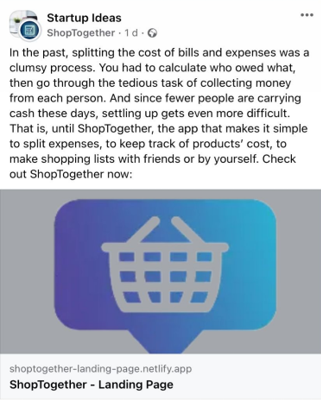 Startup Ideas
ShopTogether · 1 d ·
In the past, splitting the cost of bills and expenses was a
clumsy process. You had to calculate who owed what,
then go through the tedious task of collecting money
from each person. And since fewer people are carrying
cash these days, settling up gets even more difficult.
That is, until ShopTogether, the app that makes it simple
to split expenses, to keep track of products' cost, to
make shopping lists with friends or by yourself. Check
out ShopTogether now:
shoptogether-landing-page.netlify.app
ShopTogether - Landing Page